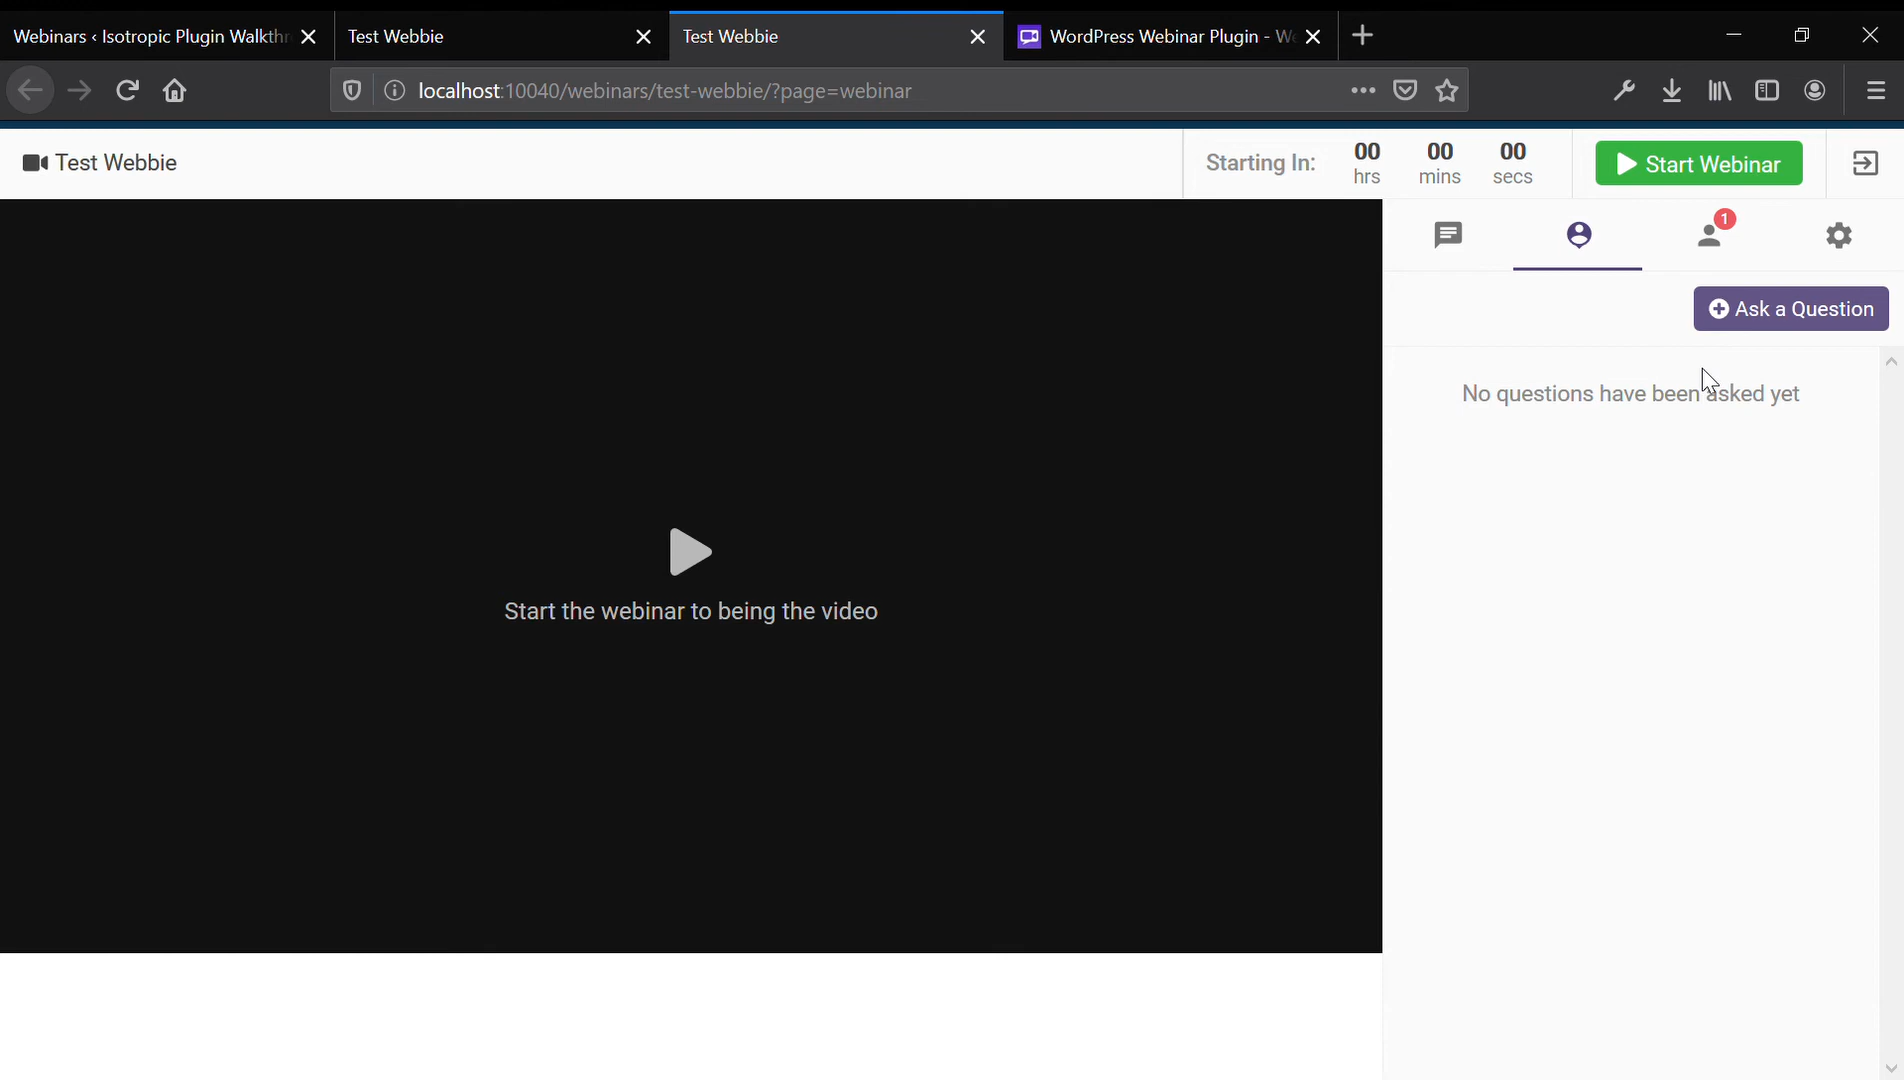 Webinars ‹ Isotropic Plugin Walkthr
Test Webbie
Test Webbie
WordPress Webinar Plugin - We
localhost:10040/webinars/test-webbie/?page=webinar
Test Webbie
Starting In:
00 00 00
hrs mins secs
Start Webinar
1
Ask a Question
No questions have been asked yet
Start the webinar to being the video